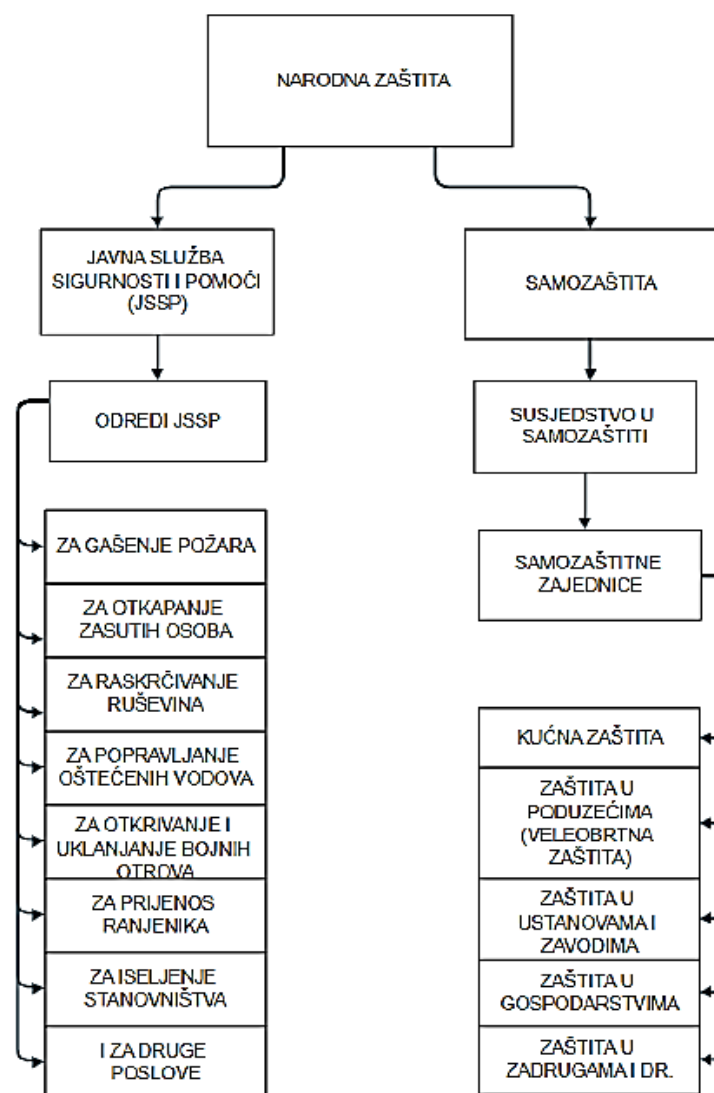 NARODNA ZAŠTITA
JAVNA SLUŽBA
SIGURNOSTI I POMOĆI
(JSSP)
ODREDI JSSP
ZA GAŠENJE POŽARA
ZA OTKAPANJE
ZASUTIH OSOBA
ZA RASKRČIVANJE
RUŠEVINA
ZA POPRAVLJANJE
OŠTEĆENIH VODOVA
ZA OTKRIVANJE I
UKLANJANJE BOJNIH
OTROVA
ZA PRIJENOS
RANJENIKA
ZA ISELJENJE
STANOVNIŠTVA
I ZA DRUGE
POSLOVE
SAMOZAŠTITA
SUSJEDSTVO U
SAMOZAŠTITI
SAMOZAŠTITNE
ZAJEDNICE
KUĆNA ZAŠTITA
ZAŠTITA U
PODUZEĆIMA
(VELEOBRTNA
ZAŠTITA)
ZAŠTITA U
USTANOVAMA I
ZAVODIMA
ZAŠTITA U
GOSPODARSTVIMA
ZAŠTITA U
ZADRUGAMA I DR.